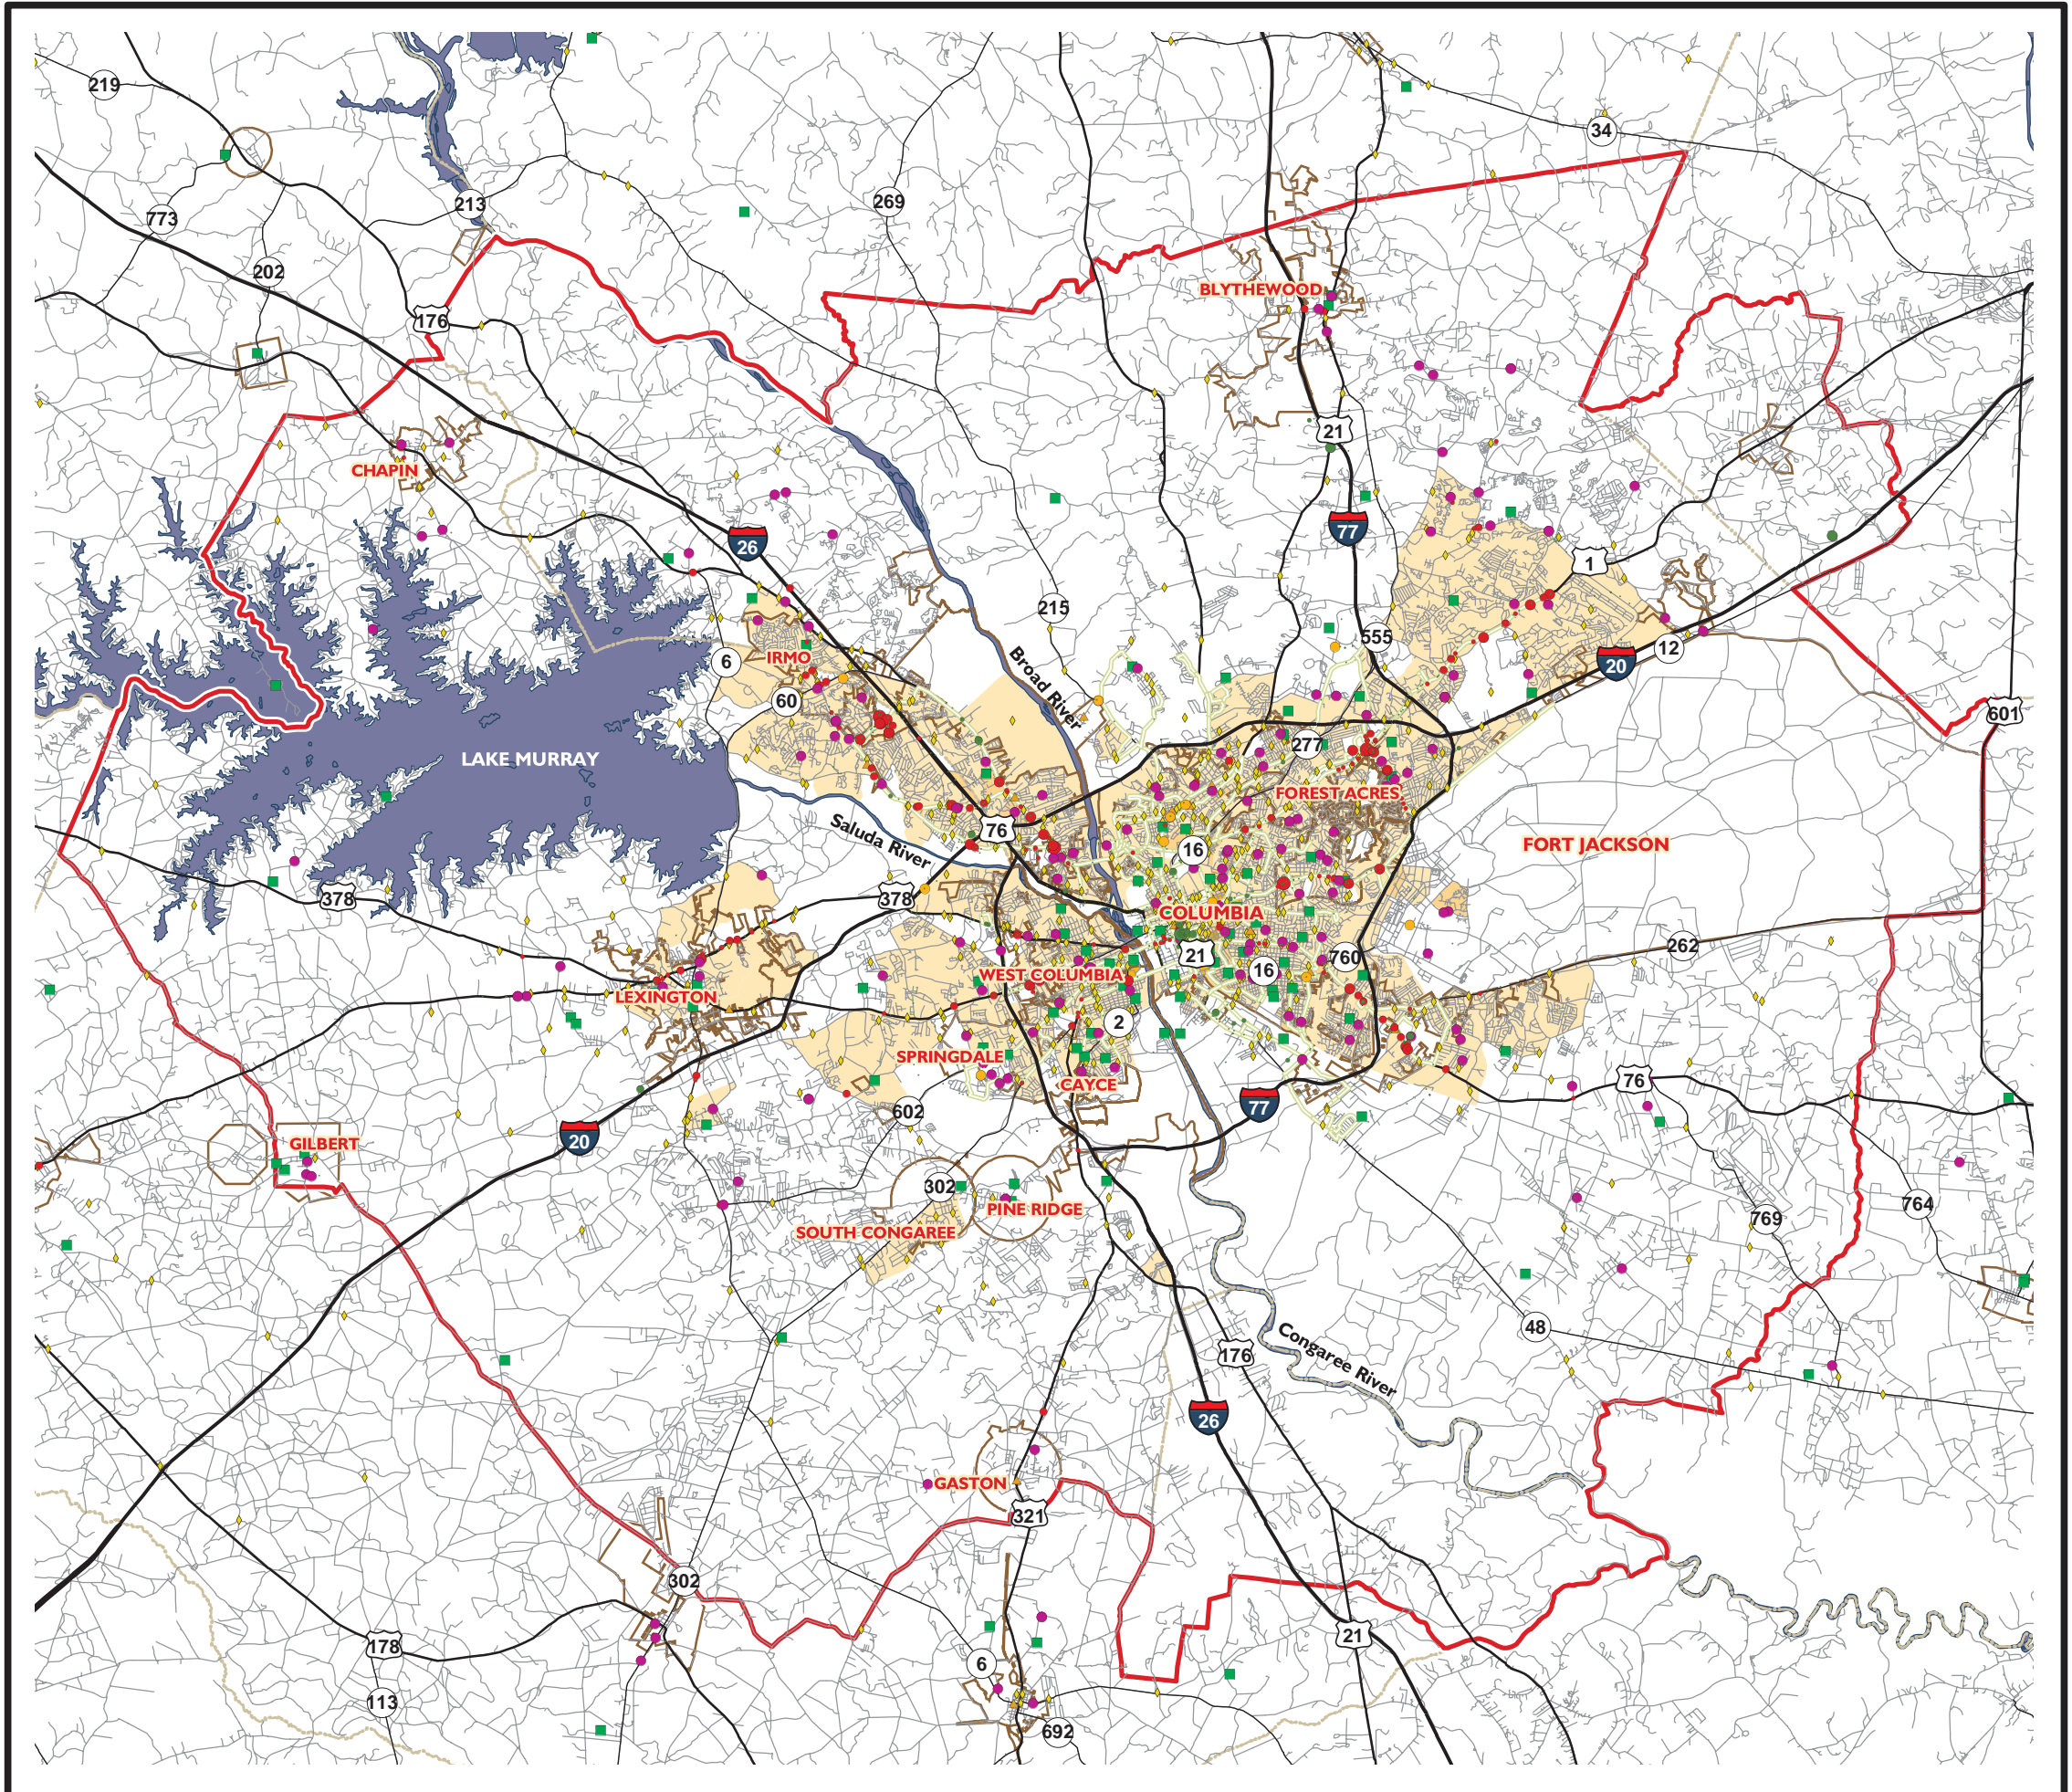 219
34
773
213
269
202
BLYTHEWOOD
176
21
CHAPIN
77
26
1
215
555
12
20
6
IRMO
Broad River
60
601
277
LAKE MURRAY
FOREST ACRES
76
Saluda River
16
FORT JACKSON
378
378
COLUMBIA
262
21
760
16
WEST COLUMBIA
LEXINGTON
2
SPRINGDALE
76
CAYCE
77
602
20
GILBERT
302
764
PINE RIDGE
769
SOUTH CONGAREE
48
176
Congaree River
26
GASTON
321
302
21
178
6
113
692